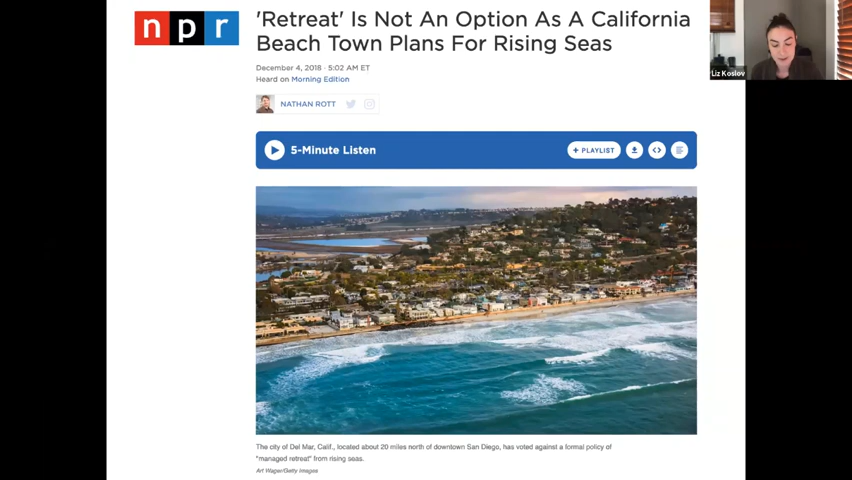 npr
'Retreat' Is Not An Option As A California
Beach Town Plans For Rising Seas
December 4, 2018 · 5:02 AM ET
Heard on Morning Edition
NATHAN ROTT
5-Minute Listen
+ PLAYLIST
The city of Del Mar, Calif., located about 20 miles north of downtown San Diego, has voted against a formal policy of
"managed retreat" from rising seas.
Art Wager/Getty Images
Liz Koslov